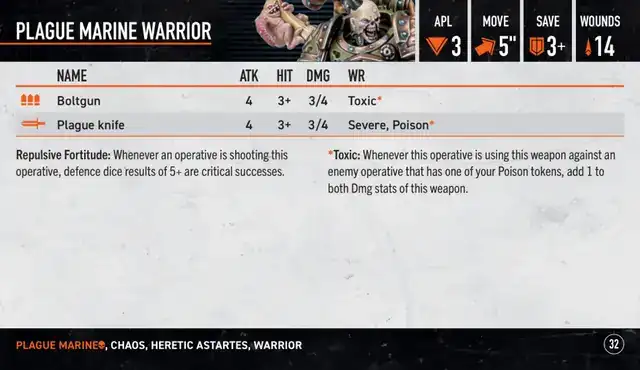 PLAGUE MARINE WARRIOR
APL
3
MOVE
5"
SAVE
3+
WOUNDS
14
NAME ATK HIT DMG WR
Boltgun 4 3+ 3/4 Toxic*
Plague knife 4 3+ 3/4 Severe, Poison*
Repulsive Fortitude: Whenever an operative is shooting this
operative, defence dice results of 5+ are critical successes.
*Toxic: Whenever this operative is using this weapon against an
enemy operative that has one of your Poison tokens, add 1 to
both Dmg stats of this weapon.
PLAGUE MARINE, CHAOS, HERETIC ASTARTES, WARRIOR
32